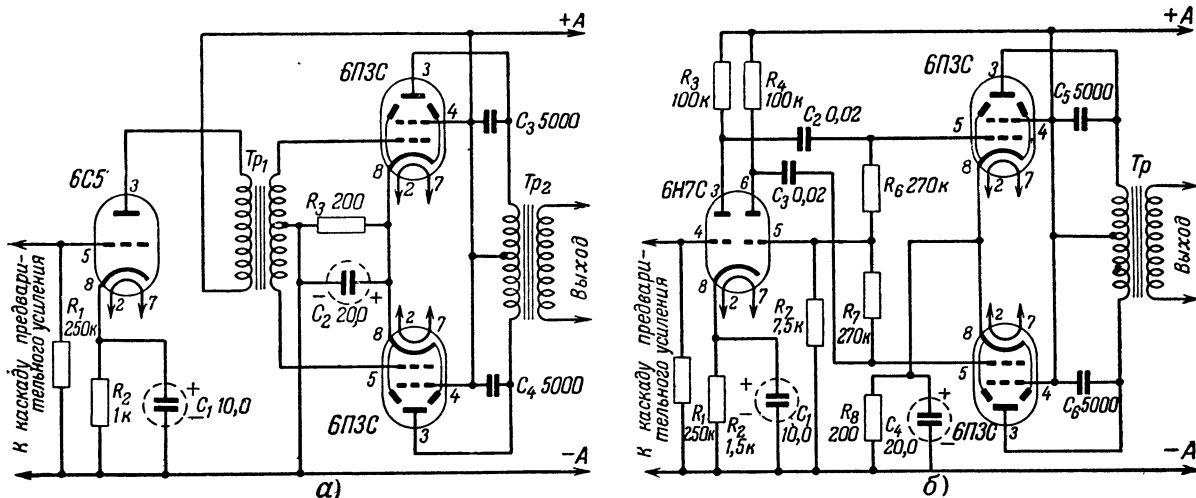 +А
6П3С
3
4
5
8
2
7
C3 5000
Тр1
6С5
3
5
8
2
7
R3 200
Тр2
Выход
− +
C2 20,0
R1
250к
R2
1к
+
−
C1 10,0
К каскаду предвари-
тельного усиления
8
2
7
5
4
3
C4 5000
6П3С
−А
а)
+А
R3
100к
R4
100к
6П3С
3
5
4
8
2
7
C5 5000
C2 0,02
C3 0,02
6Н7С
3
6
4
5
8
2
7
R6 270к
Тр
Выход
R7
7,5к
R7
270к
К каскаду предвари-
тельного усиления
R1
250к
R2
1,5к
+
−
C1
10,0
R8
200
C4
20,0
+
−
8
2
7
5
4
3
6П3С
C6 5000
−А
б)